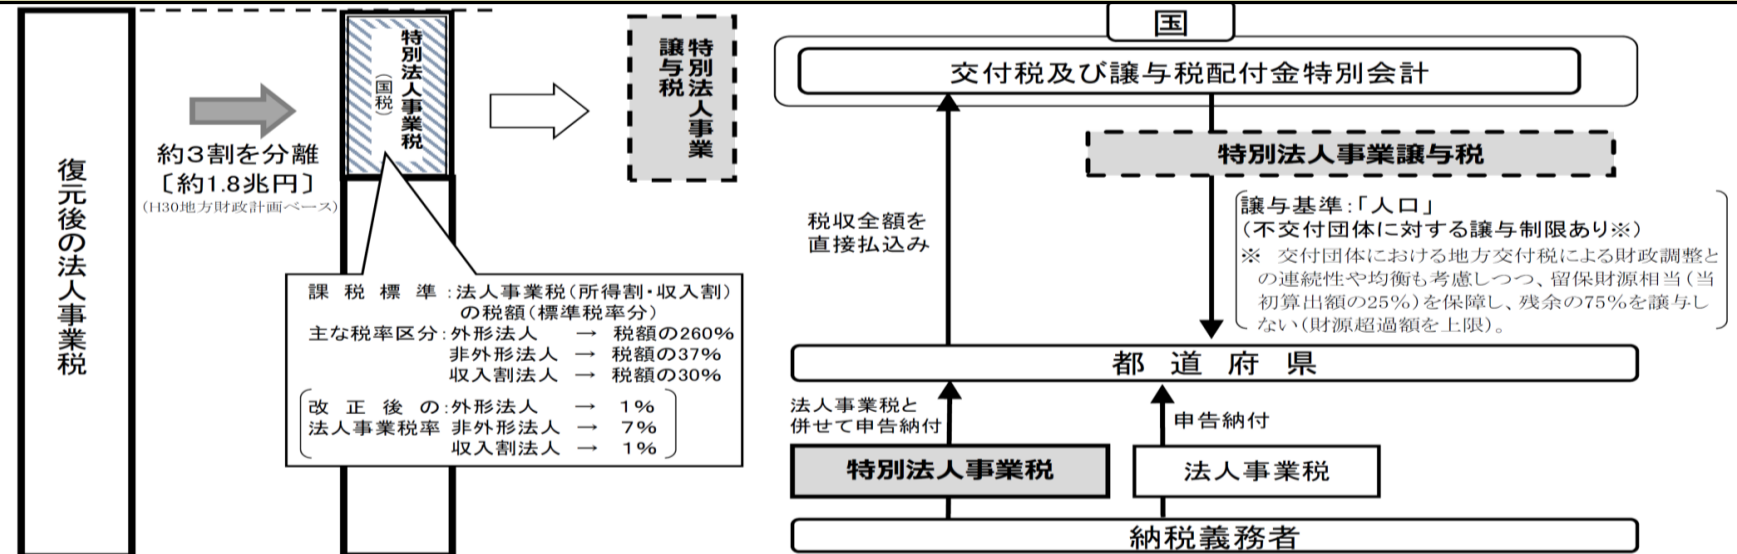 復元後の法人事業税
約３割を分離
〔約1.8兆円〕
（H30地方財政計画ベース）
特別法人事業税
（国税）
特別法人事業
譲与税
課税標準：法人事業税（所得割・収入割）
の税額（標準税率分）
主な税率区分：外形法人　→　税額の260%
非外形法人　→　税額の37%
収入割法人　→　税額の30%
改正後の：外形法人　→　1%
法人事業税率　非外形法人　→　7%
収入割法人　→　1%
国
交付税及び譲与税配付金特別会計
特別法人事業譲与税
税収全額を
直接払込み
譲与基準：「人口」
（不交付団体に対する譲与制限あり※）
※　交付団体における地方交付税による財政調整と
の連続性や均衡も考慮しつつ、留保財源相当（当
初算出額の25%）を保障し、残余の75%を譲与し
ない（財源超過額を上限）。
都道府県
法人事業税と
併せて申告納付
申告納付
特別法人事業税
法人事業税
納税義務者